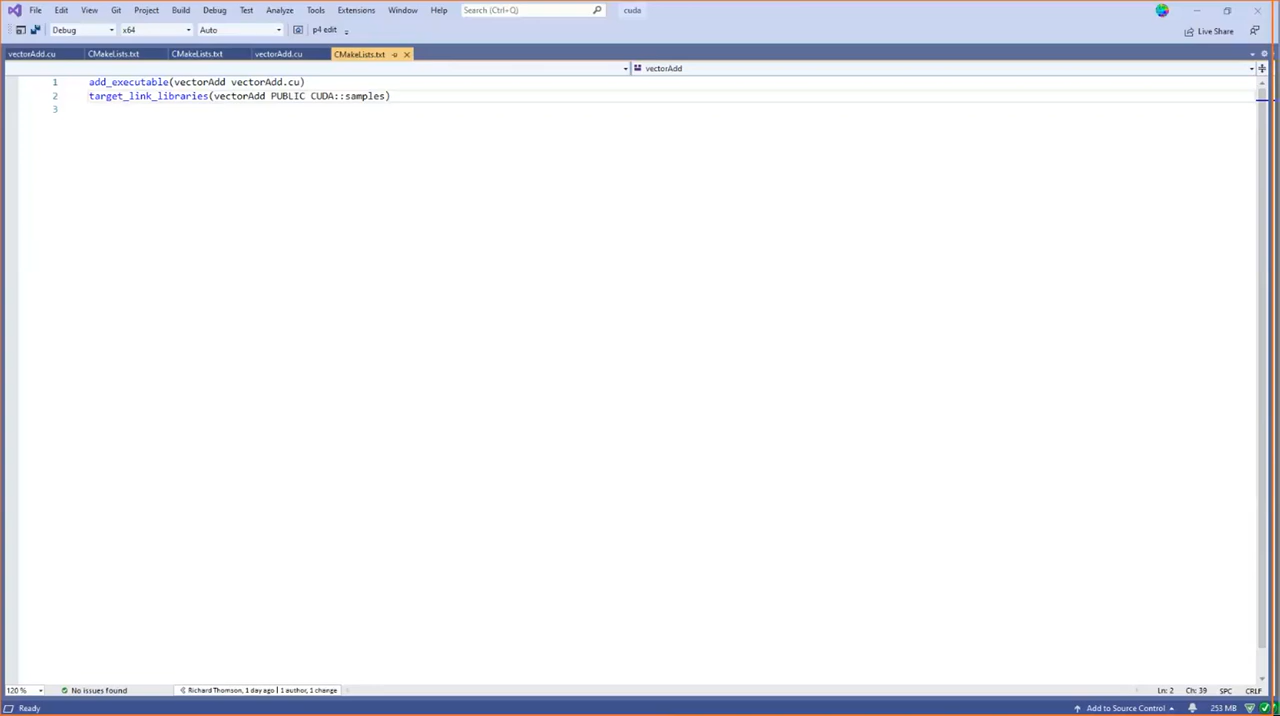 File Edit View Git Project Build Debug Test Analyze Tools Extensions Window Help Search (Ctrl+Q) cuda
Debug x64 Auto p4 edit Live Share
vectorAdd.cu CMakeLists.txt CMakeLists.txt vectorAdd.cu CMakeLists.txt
vectorAdd
1 add_executable(vectorAdd vectorAdd.cu)
2 target_link_libraries(vectorAdd PUBLIC CUDA::samples)
3
120 % No issues found Richard Thomson, 1 day ago | 1 author, 1 change Ln: 2 Ch: 39 SPC CRLF
Ready Add to Source Control 253 MB